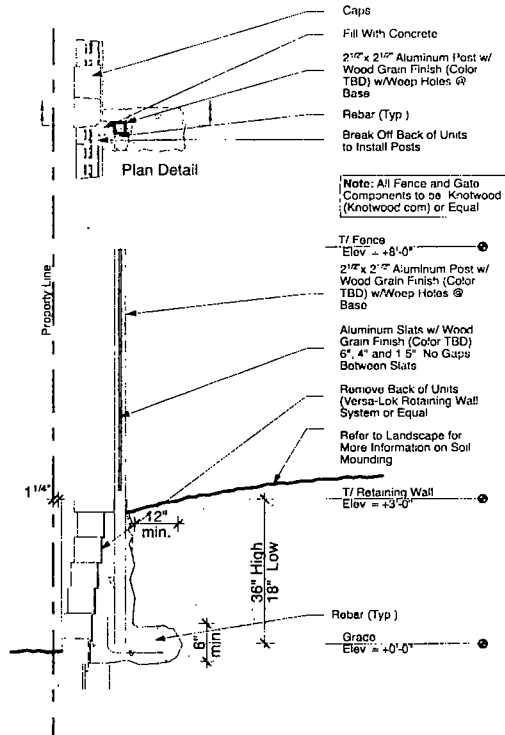 Caps
Fill With Concrete
2 1/2" x 2 1/2" Aluminum Post w/
Wood Grain Finish (Color
TBD) w/Weep Holes @
Base
Rebar (Typ)
Break Off Back of Units
to Install Posts
Plan Detail
Note: All Fence and Gate
Components to be Knotwood
(Knotwood com) or Equal
T/ Fence
Elev = +8'-0"
2 1/2" x 2 1/2" Aluminum Post w/
Wood Grain Finish (Color
TBD) w/Weep Holes @
Base
Property Line
Aluminum Slats w/ Wood
Grain Finish (Color TBD)
6", 4" and 1 5" No Gaps
Between Slats
Remove Back of Units
(Versa-Lok Retaining Wall
System or Equal
Refer to Landscape for
More Information on Soil
Mounding
1 1/4"
T/ Retaining Wall
Elev = +3'-0"
12"
min.
36" High
18" Low
6"
min
Rebar (Typ )
Grade
Elev = +0'-0"